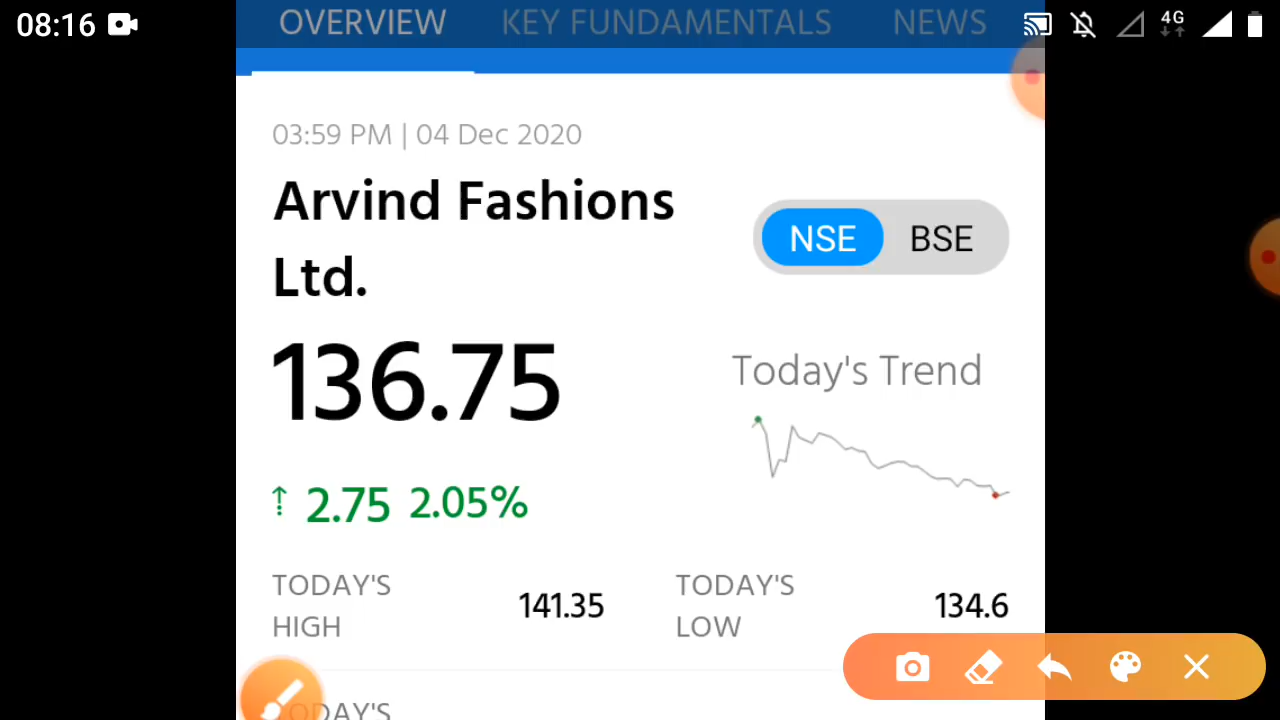 08:16
4G
OVERVIEW KEY FUNDAMENTALS NEWS
03:59 PM | 04 Dec 2020
Arvind Fashions
Ltd.
NSE BSE
136.75
Today's Trend
2.75 2.05%
TODAY'S
HIGH
141.35
TODAY'S
LOW
134.6
TODAY'S